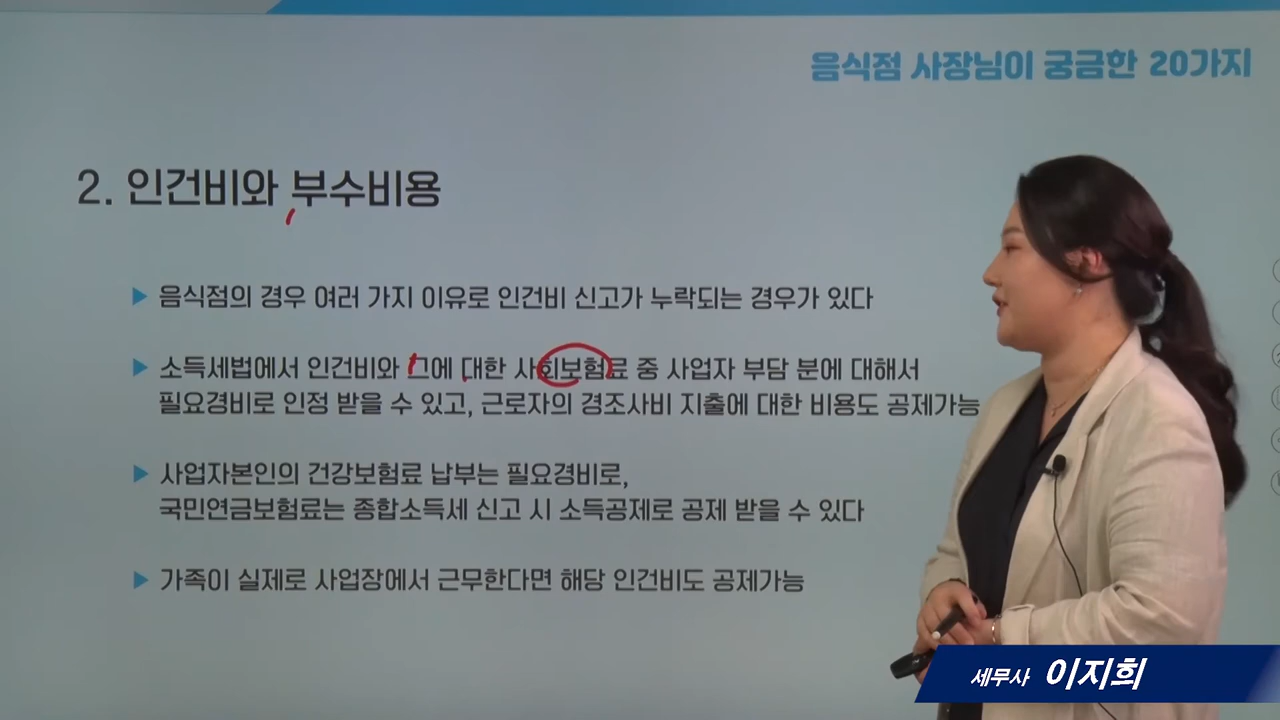 음식점 사장님이 궁금한 20가지
2. 인건비와 부수비용
▶ 음식점의 경우 여러 가지 이유로 인건비 신고가 누락되는 경우가 있다
▶ 소득세법에서 인건비와 그에 대한 사회보험료 중 사업자 부담 분에 대해서
필요경비로 인정 받을 수 있고, 근로자의 경조사비 지출에 대한 비용도 공제가능
▶ 사업자본인의 건강보험료 납부는 필요경비로,
국민연금보험료는 종합소득세 신고 시 소득공제로 공제 받을 수 있다
▶ 가족이 실제로 사업장에서 근무한다면 해당 인건비도 공제가능
세무사 이지희